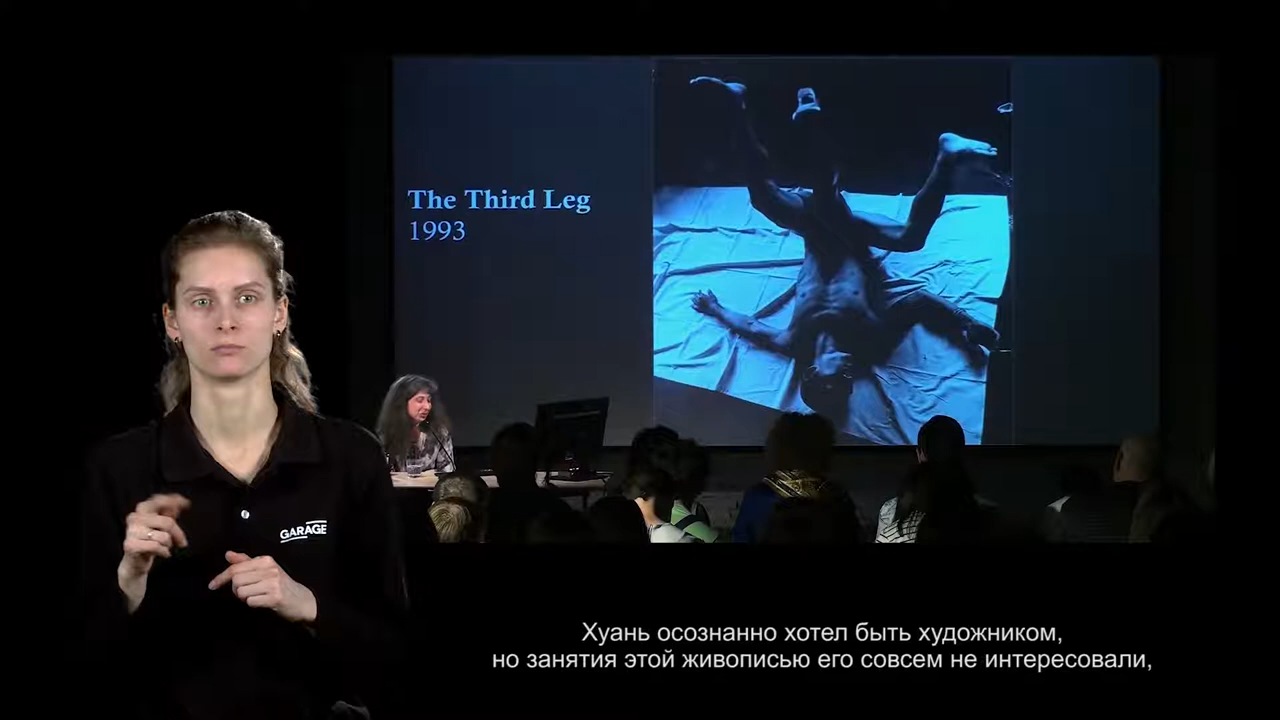 The Third Leg
1993
GARAGE
Хуань осознанно хотел быть художником,
но занятия этой живописью его совсем не интересовали,